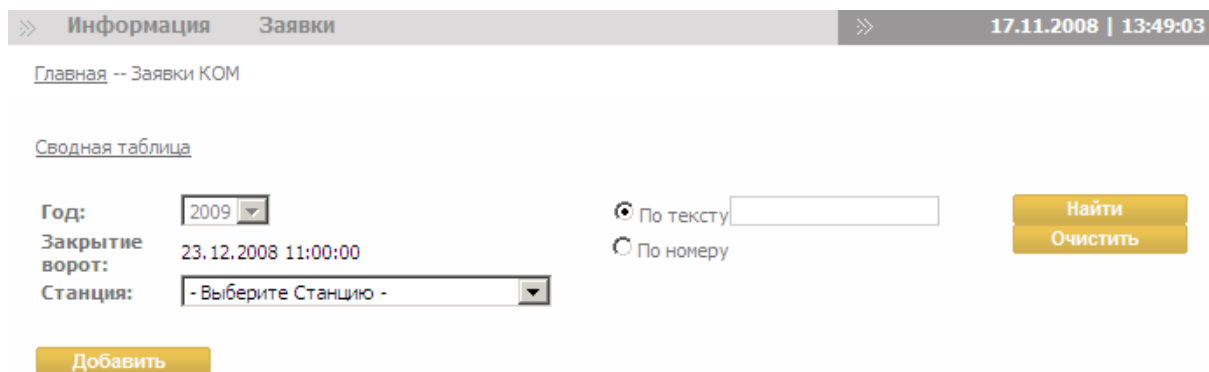 Информация Заявки 17.11.2008 | 13:49:03
Главная -- Заявки КОМ
Сводная таблица
Год: 2009 По тексту Найти
Закрытие ворот: 23.12.2008 11:00:00 По номеру Очистить
Станция: - Выберите Станцию -
Добавить